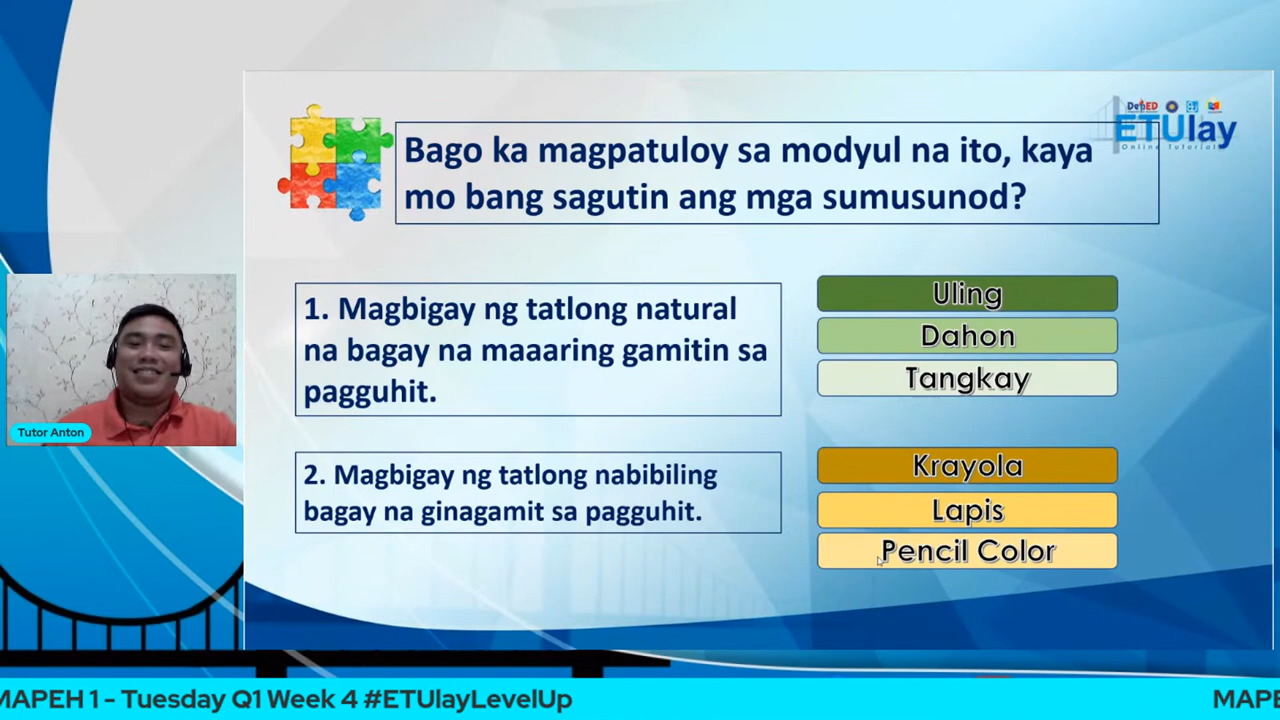 DepED
ETUlay
Online Tutorial
Bago ka magpatuloy sa modyul na ito, kaya
mo bang sagutin ang mga sumusunod?
1. Magbigay ng tatlong natural
na bagay na maaaring gamitin sa
pagguhit.
Uling
Dahon
Tangkay
2. Magbigay ng tatlong nabibiling
bagay na ginagamit sa pagguhit.
Krayola
Lapis
Pencil Color
Tutor Anton
MAPEH 1 - Tuesday Q1 Week 4 #ETUlayLevelUp
MAPE